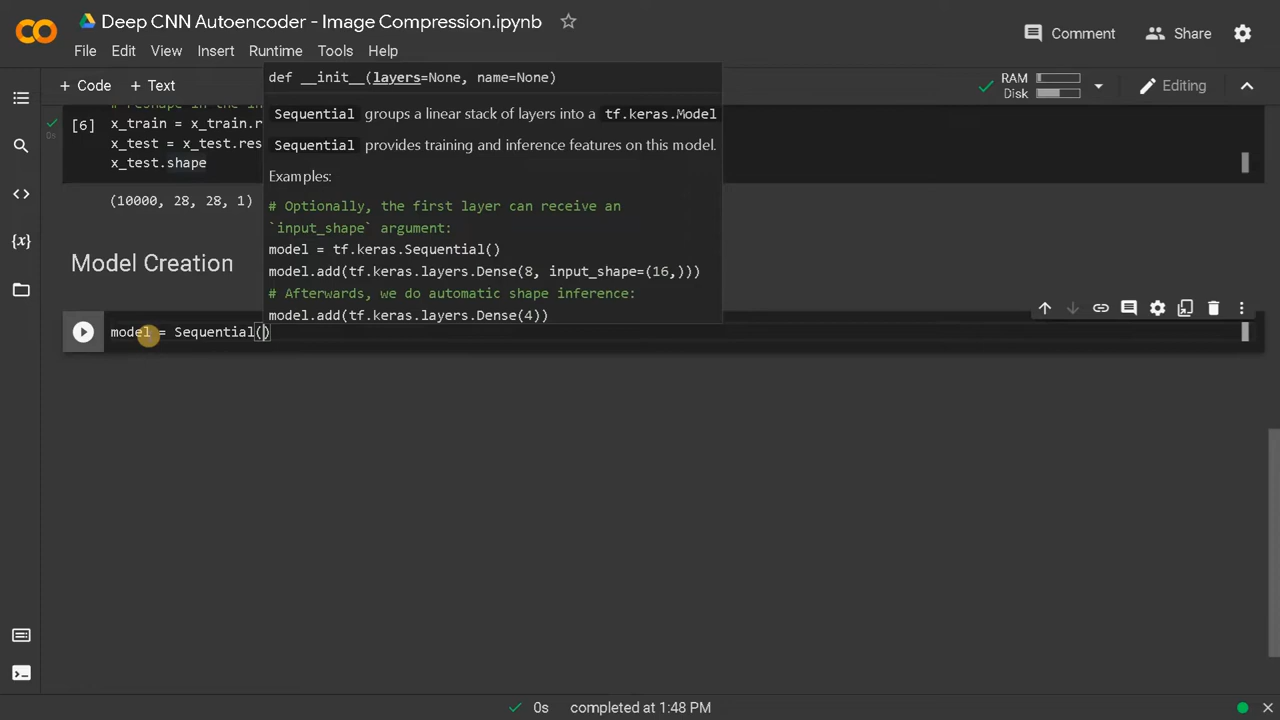 Deep CNN Autoencoder - Image Compression.ipynb
Comment
Share
File Edit View Insert Runtime Tools Help
+ Code + Text
RAM
Disk
Editing
def __init__(layers=None, name=None)
Sequential groups a linear stack of layers into a tf.keras.Model
Sequential provides training and inference features on this model.
Examples:
# Optionally, the first layer can receive an
`input_shape` argument:
model = tf.keras.Sequential()
model.add(tf.keras.layers.Dense(8, input_shape=(16,)))
# Afterwards, we do automatic shape inference:
model.add(tf.keras.layers.Dense(4))
[6]
0s
x_train = x_train.r
x_test = x_test.res
x_test.shape
(10000, 28, 28, 1)
Model Creation
model = Sequential()
0s completed at 1:48 PM